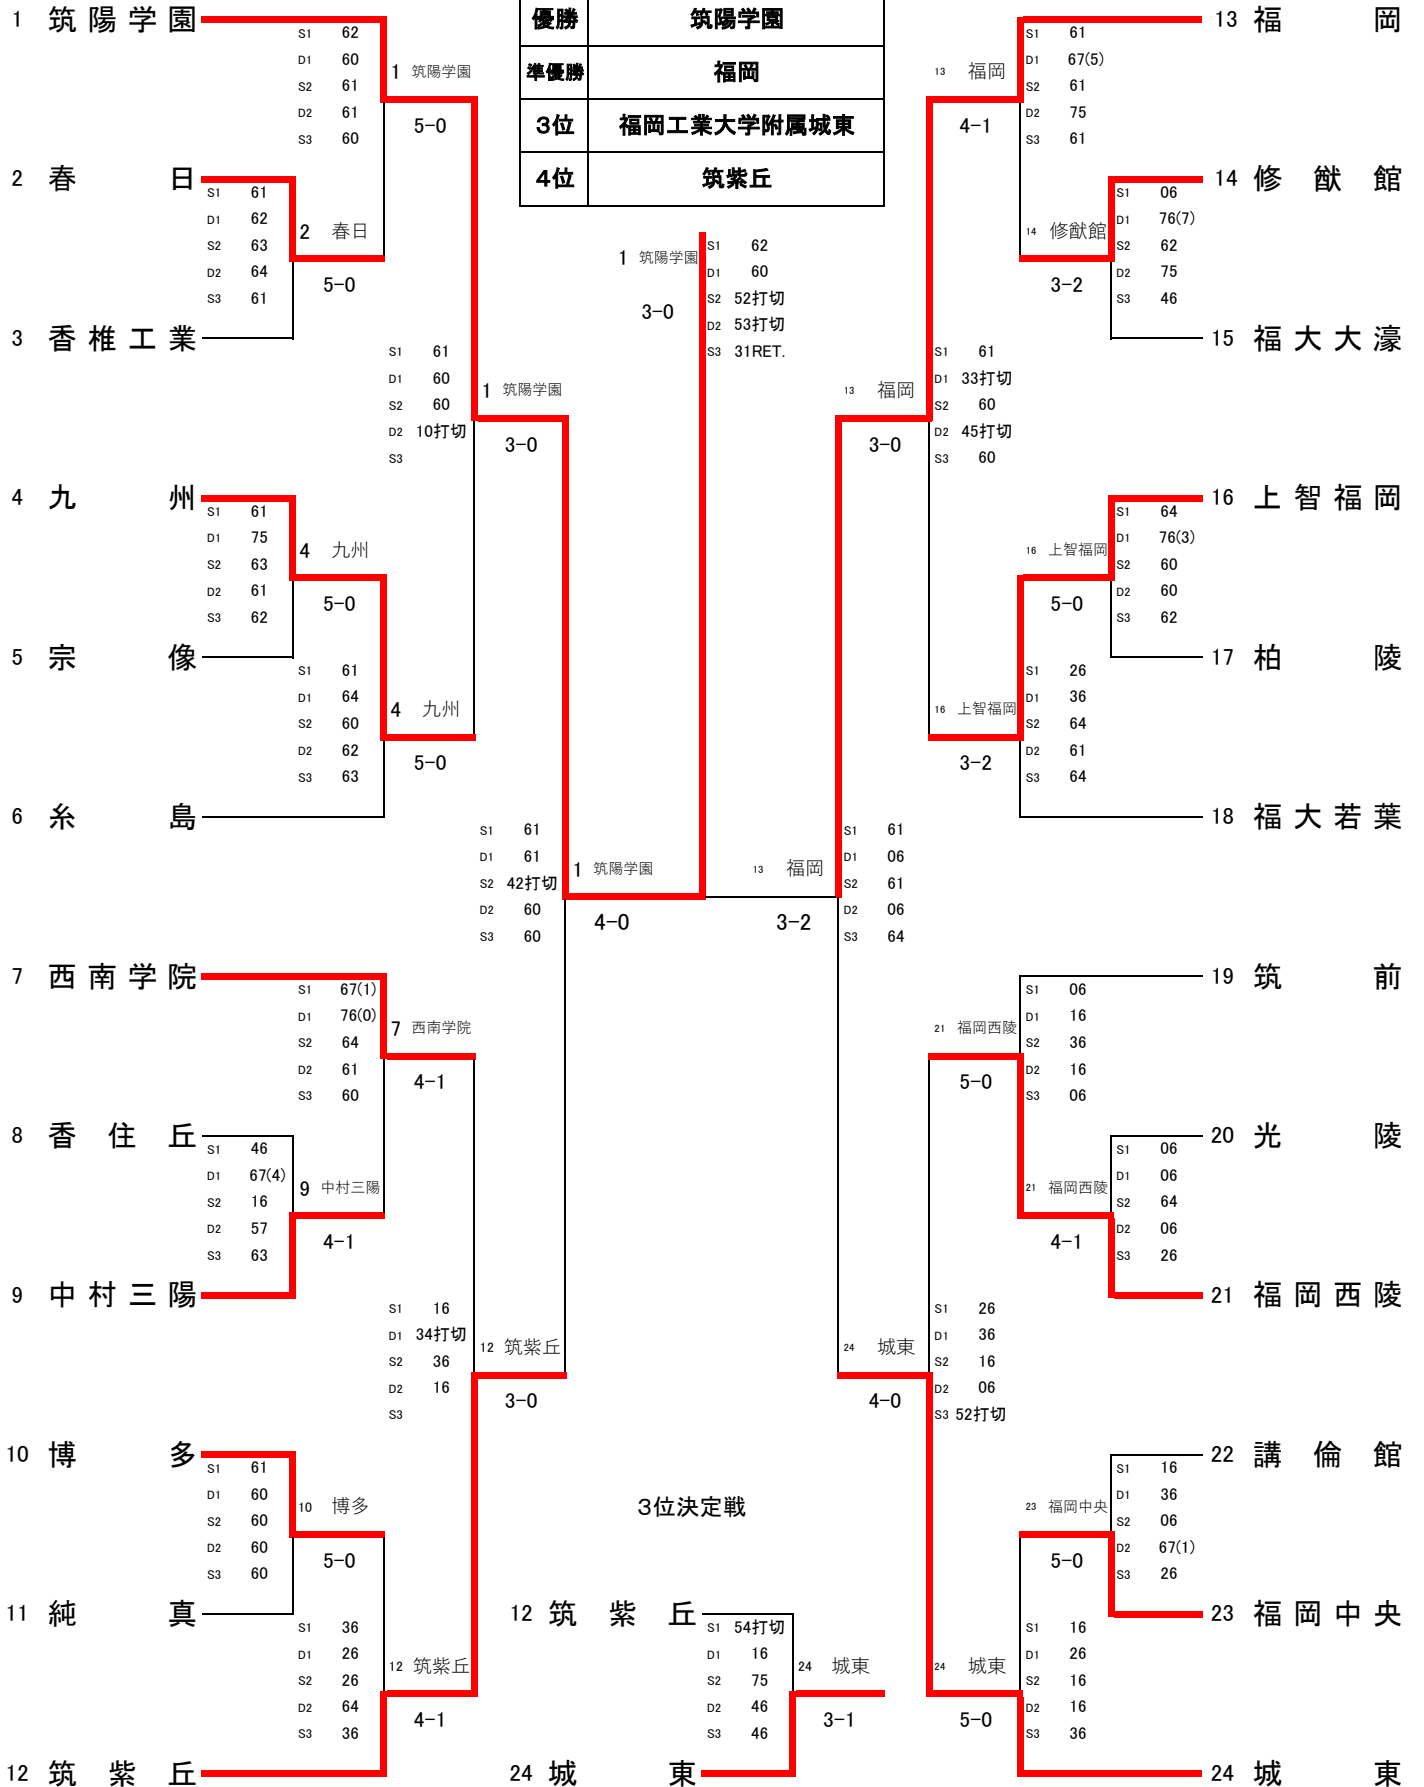 優勝 筑陽学園
準優勝 福岡
3位 福岡工業大学附属城東
4位 筑紫丘
1 筑陽学園
S1 62
D1 60
S2 61
D2 61
S3 60
1 筑陽学園
5-0
2 春日
S1 61
D1 62
S2 63
D2 64
S3 61
2 春日
5-0
3 香椎工業
S1 61
D1 60
S2 60
D2 10打切
S3
1 筑陽学園
3-0
4 九州
S1 61
D1 75
S2 63
D2 61
S3 62
4 九州
5-0
5 宗像
S1 61
D1 64
S2 60
D2 62
S3 63
4 九州
5-0
6 糸島
S1 61
D1 61
S2 42打切
D2 60
S3 60
1 筑陽学園
4-0
7 西南学院
S1 67(1)
D1 76(0)
S2 64
D2 61
S3 60
7 西南学院
4-1
8 香住丘
S1 46
D1 67(4)
S2 16
D2 57
S3 63
9 中村三陽
4-1
9 中村三陽
S1 16
D1 34打切
S2 36
D2 16
S3
12 筑紫丘
3-0
10 博多
S1 61
D1 60
S2 60
D2 60
S3 60
10 博多
5-0
11 純真
S1 36
D1 26
S2 26
D2 64
S3 36
12 筑紫丘
4-1
12 筑紫丘
1 筑陽学園
3-0
S1 62
D1 60
S2 52打切
D2 53打切
S3 31RET.
13 福岡
S1 61
D1 67(5)
S2 61
D2 75
S3 61
13 福岡
4-1
14 修猷館
S1 06
D1 76(7)
S2 62
D2 75
S3 46
14 修猷館
3-2
15 福大大濠
S1 61
D1 33打切
S2 60
D2 45打切
S3 60
13 福岡
3-0
16 上智福岡
S1 64
D1 76(3)
S2 60
D2 60
S3 62
16 上智福岡
5-0
17 柏陵
S1 26
D1 36
S2 64
D2 61
S3 64
16 上智福岡
3-2
18 福大若葉
S1 61
D1 06
S2 61
D2 06
S3 64
13 福岡
3-2
19 筑前
S1 06
D1 16
S2 36
D2 16
S3 06
21 福岡西陵
5-0
20 光陵
S1 06
D1 06
S2 64
D2 06
S3 26
21 福岡西陵
4-1
21 福岡西陵
S1 26
D1 36
S2 16
D2 06
S3 52打切
24 城東
4-0
22 講倫館
S1 16
D1 36
S2 06
D2 67(1)
S3 26
23 福岡中央
5-0
23 福岡中央
S1 16
D1 26
S2 16
D2 16
S3 36
24 城東
5-0
24 城東
3位決定戦
12 筑紫丘
S1 54打切
D1 16
S2 75
D2 46
S3 46
24 城東
3-1
24 城東